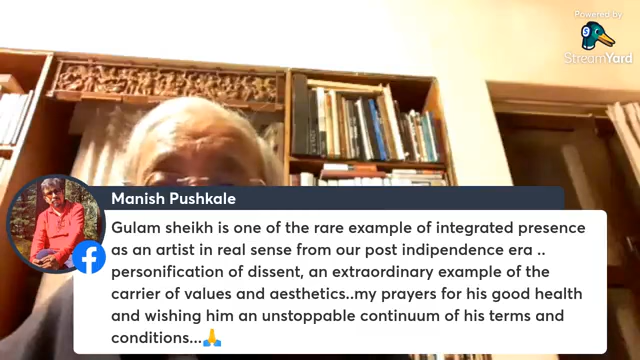 Powered by
StreamYard
Manish Pushkale
Gulam sheikh is one of the rare example of integrated presence
as an artist in real sense from our post indipendence era ..
personification of dissent, an extraordinary example of the
carrier of values and aesthetics..my prayers for his good health
and wishing him an unstoppable continuum of his terms and
conditions...🙏